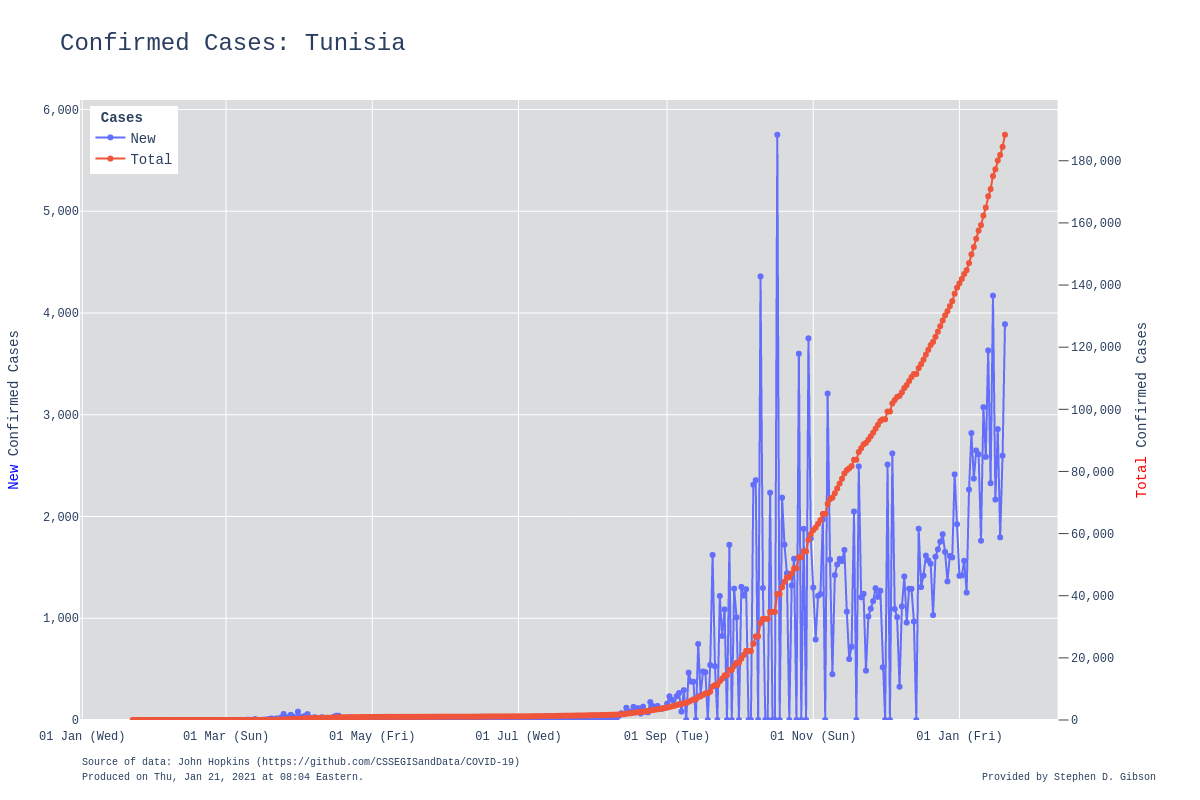 Confirmed Cases: Tunisia
Cases
New
Total
6,000
5,000
4,000
3,000
2,000
1,000
0
New Confirmed Cases
180,000
160,000
140,000
120,000
100,000
80,000
60,000
40,000
20,000
0
Total Confirmed Cases
01 Jan (Wed) 01 Mar (Sun) 01 May (Fri) 01 Jul (Wed) 01 Sep (Tue) 01 Nov (Sun) 01 Jan (Fri)
Source of data: John Hopkins (https://github.com/CSSEGISandData/COVID-19)
Produced on Thu, Jan 21, 2021 at 08:04 Eastern.
Provided by Stephen D. Gibson